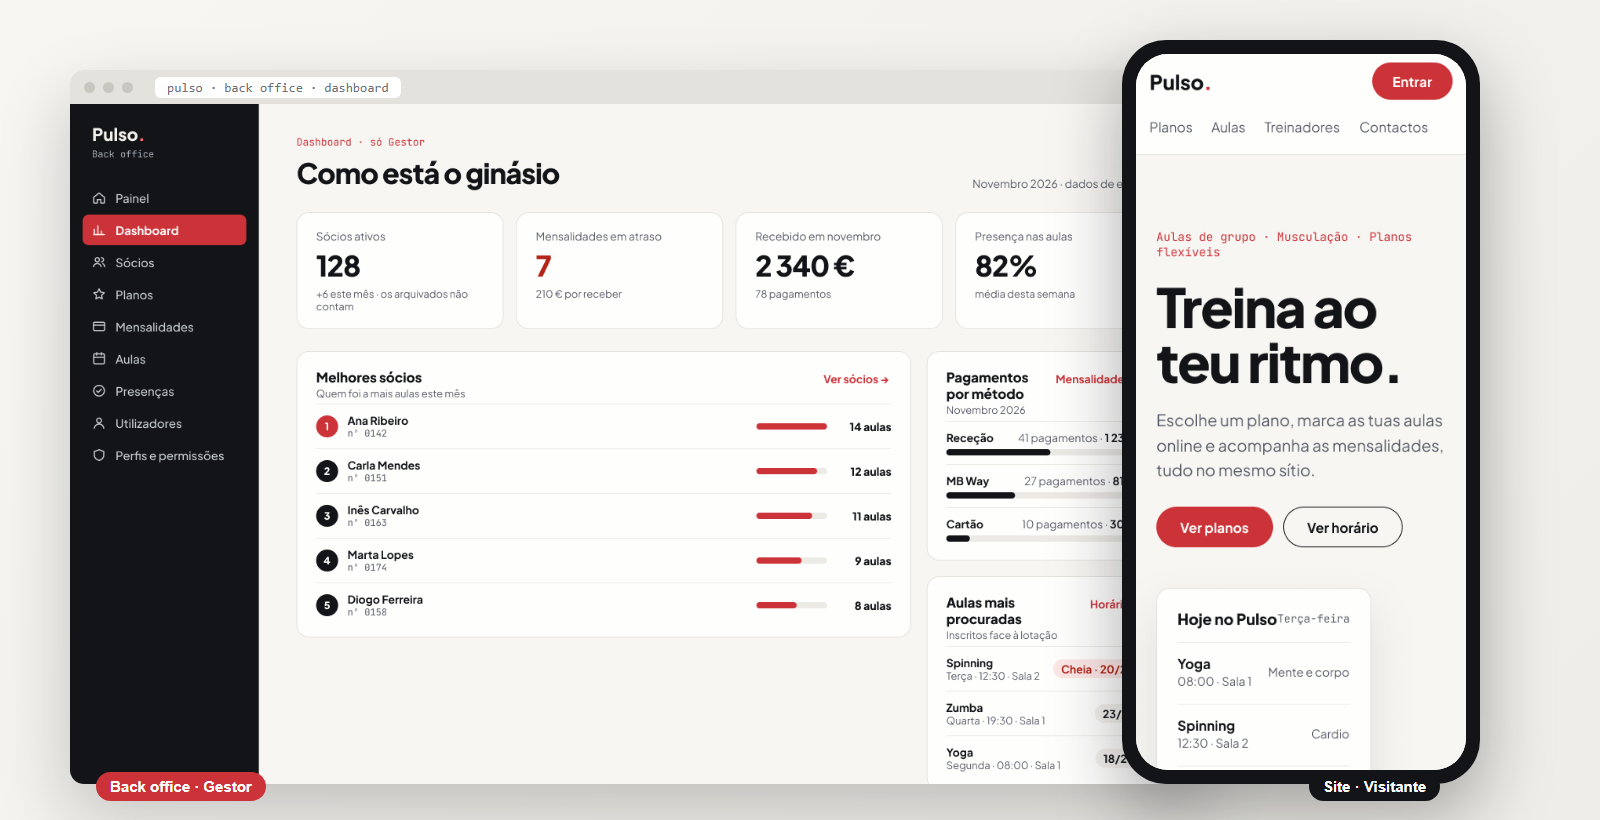 pulso · back office · dashboard
Pulso.
Back office
Painel
Dashboard
Sócios
Planos
Mensalidades
Aulas
Presenças
Utilizadores
Perfis e permissões
Dashboard · só Gestor
Como está o ginásio
Novembro 2026 · dados de
Sócios ativos
128
+6 este mês · os arquivados não
contam
Mensalidades em atraso
7
210 € por receber
Recebido em novembro
2 340 €
78 pagamentos
Presença nas aulas
82%
média desta semana
Melhores sócios
Quem foi a mais aulas este mês
Ver sócios →
1
Ana Ribeiro
nº 0142
14 aulas
2
Carla Mendes
nº 0151
12 aulas
3
Inês Carvalho
nº 0163
11 aulas
4
Marta Lopes
nº 0174
9 aulas
5
Diogo Ferreira
nº 0158
8 aulas
Pagamentos
por método
Novembro 2026
Mensalidade
Receção
41 pagamentos ·
MB Way
27 pagamentos ·
Cartão
10 pagamentos ·
Aulas mais
procuradas
Inscritos face à lotação
Horári
Spinning
Terça · 12:30 · Sala 2
Cheia · 20/
Zumba
Quarta · 19:30 · Sala 1
23/
Yoga
Segunda · 08:00 · Sala 1
18/
Back office · Gestor
Pulso.
Entrar
Planos Aulas Treinadores Contactos
Aulas de grupo · Musculação · Planos
flexíveis
Treina ao
teu ritmo.
Escolhe um plano, marca as tuas aulas
online e acompanha as mensalidades,
tudo no mesmo sítio.
Ver planos
Ver horário
Hoje no Pulso
Terça-feira
Yoga
08:00 · Sala 1
Mente e corpo
Spinning
12:30 · Sala 2
Cardio
Site · Visitante